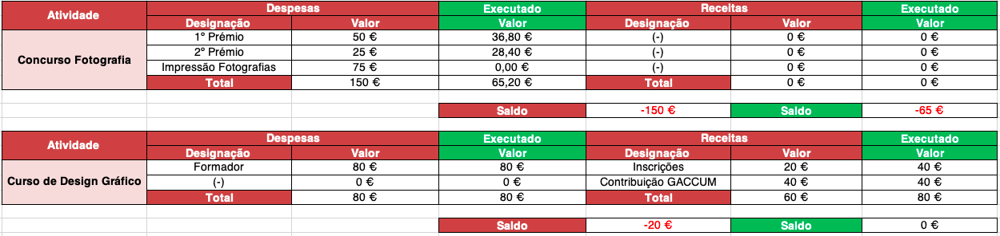 Atividade Despesas Executado Receitas Executado
Designação Valor Valor Designação Valor Valor
Concurso Fotografia 1º Prémio 50 € 36,80 € (-) 0 € 0 €
2º Prémio 25 € 28,40 € (-) 0 € 0 €
Impressão Fotografias 75 € 0,00 € (-) 0 € 0 €
Total 150 € 65,20 € Total 0 € 0 €
Saldo -150 € Saldo -65 €
Atividade Despesas Executado Receitas Executado
Designação Valor Valor Designação Valor Valor
Curso de Design Gráfico Formador 80 € 80 € Inscrições 20 € 40 €
(-) 0 € 0 € Contribuição GACCUM 40 € 40 €
Total 80 € 80 € Total 60 € 80 €
Saldo -20 € Saldo 0 €